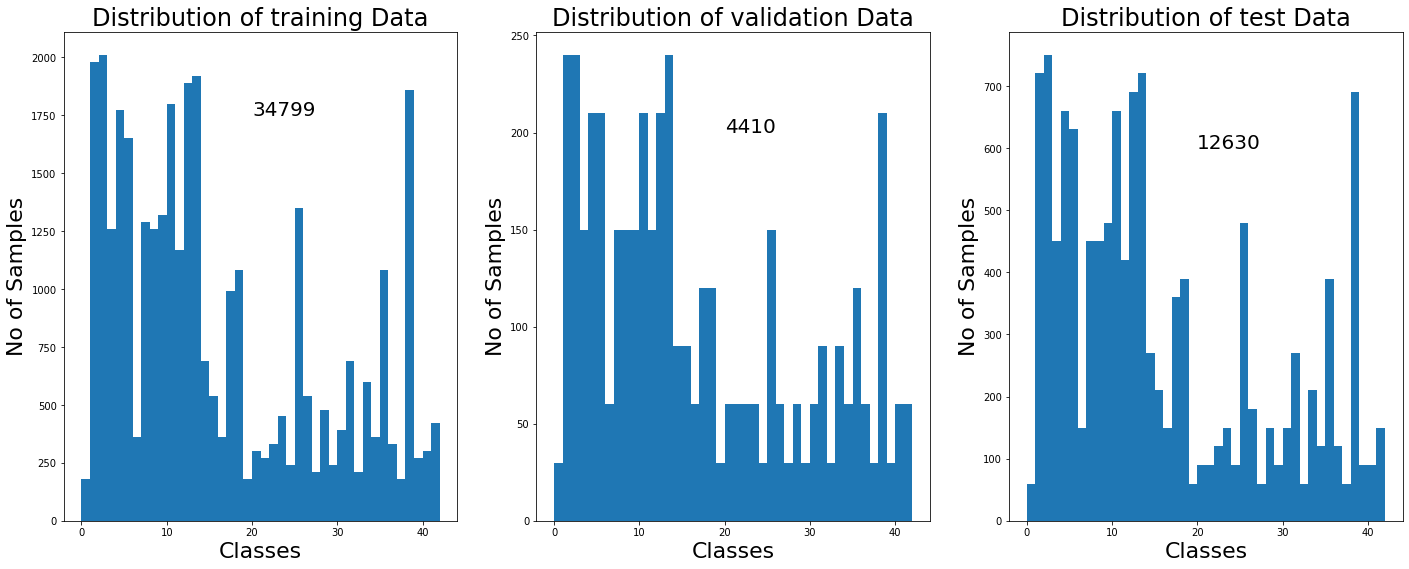 Distribution of training Data
2000
1750
1500
1250
1000
750
500
250
0
No of Samples
34799
0 10 20 30 40
Classes
Distribution of validation Data
250
200
150
100
50
0
No of Samples
4410
0 10 20 30 40
Classes
Distribution of test Data
700
600
500
400
300
200
100
0
No of Samples
12630
0 10 20 30 40
Classes